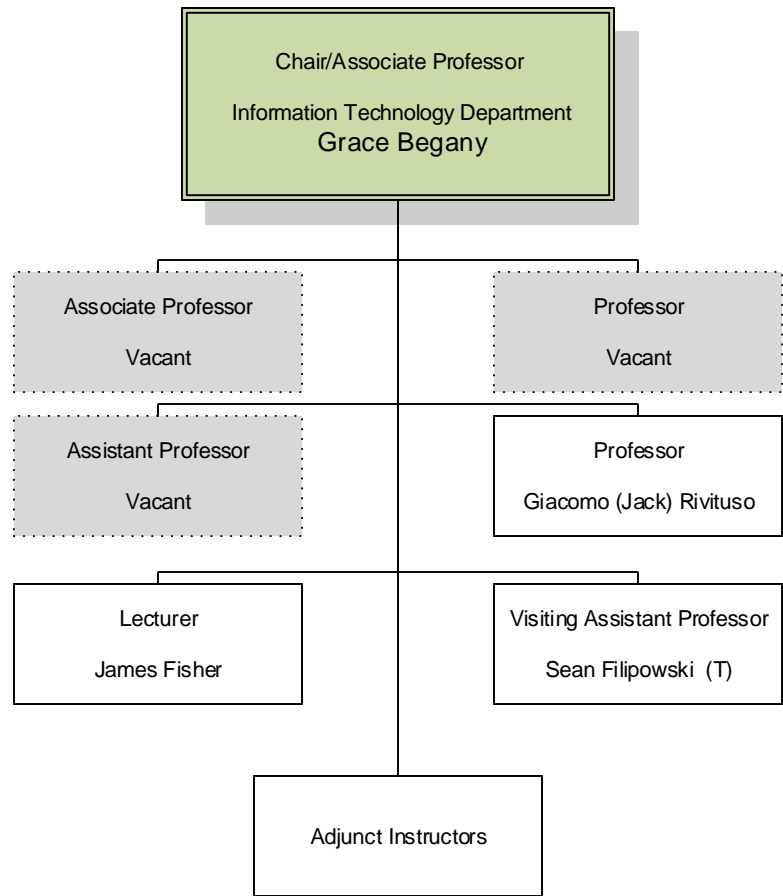 Chair/Associate Professor
Information Technology Department
Grace Begany
Associate Professor
Vacant
Professor
Vacant
Assistant Professor
Vacant
Professor
Giacomo (Jack) Rivituso
Lecturer
James Fisher
Visiting Assistant Professor
Sean Filipowski (T)
Adjunct Instructors